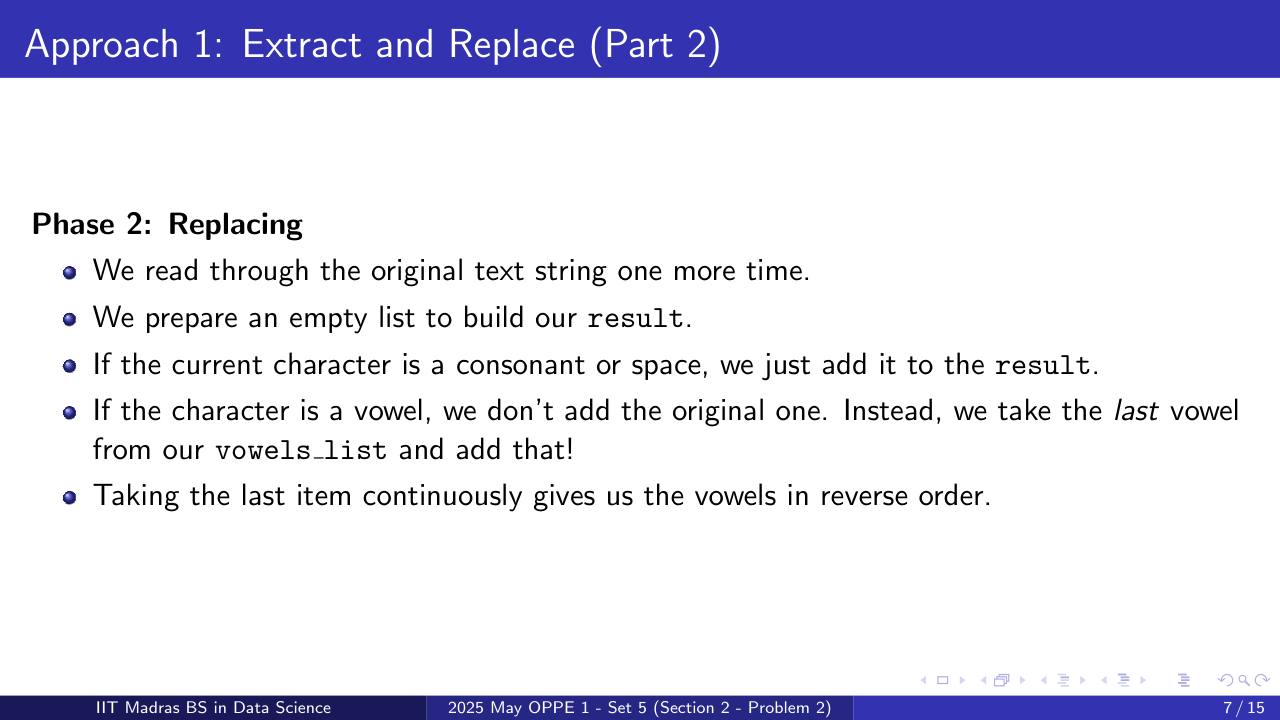 Approach 1: Extract and Replace (Part 2)
Phase 2: Replacing
We read through the original text string one more time.
We prepare an empty list to build our result.
If the current character is a consonant or space, we just add it to the result.
If the character is a vowel, we don't add the original one. Instead, we take the last vowel
from our vowels_list and add that!
Taking the last item continuously gives us the vowels in reverse order.
IIT Madras BS in Data Science
2025 May OPPE 1 - Set 5 (Section 2 - Problem 2)
7 / 15